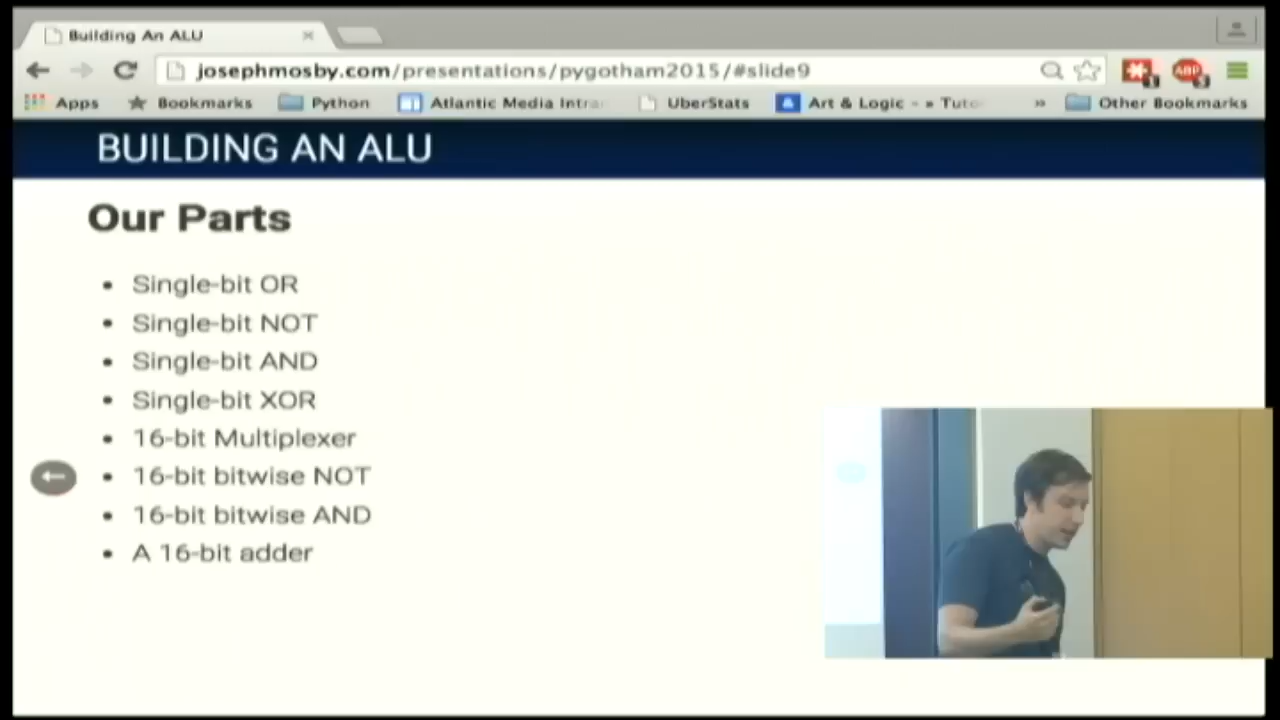 Building An ALU
josephmosby.com/presentations/pygotham2015/#slide9
Apps Bookmarks Python Atlantic Media Intra UberStats Art & Logic - » Tuto » Other Bookmarks
BUILDING AN ALU
Our Parts
• Single-bit OR
• Single-bit NOT
• Single-bit AND
• Single-bit XOR
• 16-bit Multiplexer
• 16-bit bitwise NOT
• 16-bit bitwise AND
• A 16-bit adder